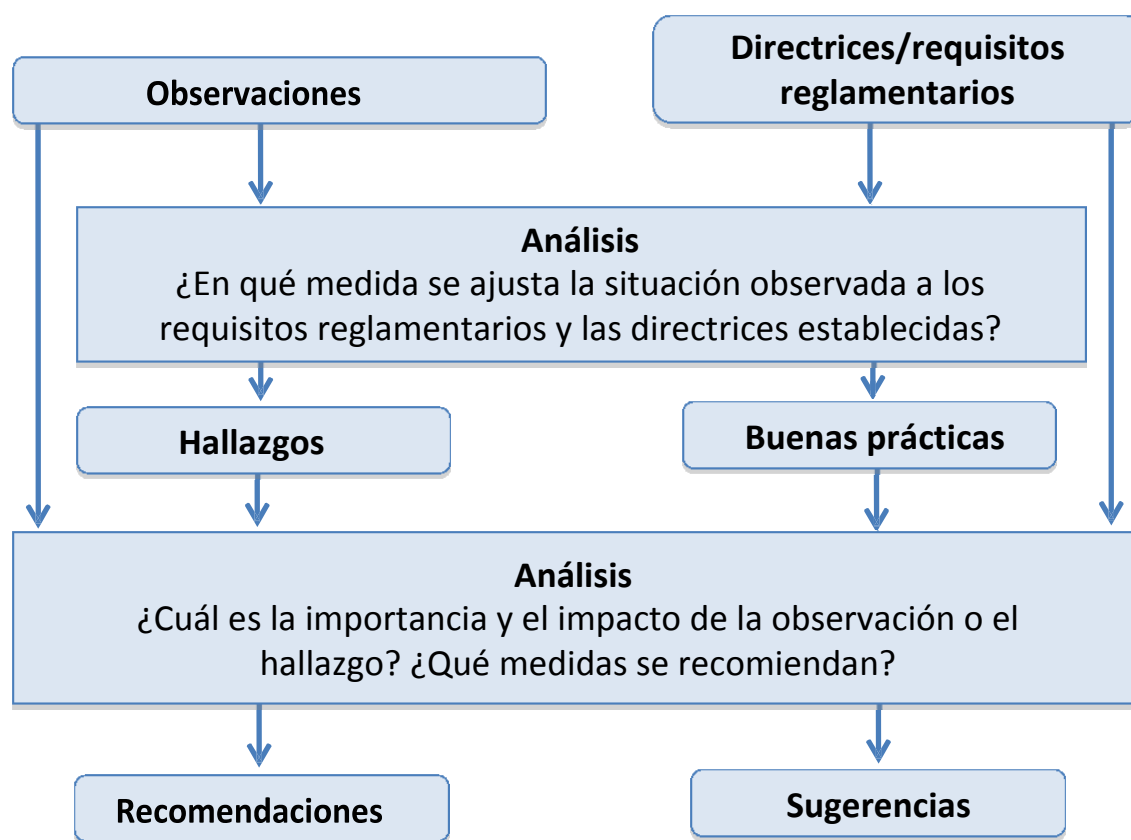 Observaciones
Directrices/requisitos
reglamentarios
Análisis
¿En qué medida se ajusta la situación observada a los
requisitos reglamentarios y las directrices establecidas?
Hallazgos
Buenas prácticas
Análisis
¿Cuál es la importancia y el impacto de la observación o el
hallazgo? ¿Qué medidas se recomiendan?
Recomendaciones
Sugerencias